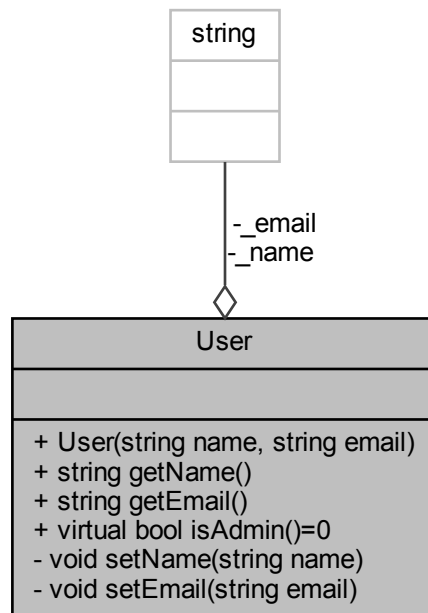 string
-_email
-_name
User
+ User(string name, string email)
+ string getName()
+ string getEmail()
+ virtual bool isAdmin()=0
- void setName(string name)
- void setEmail(string email)